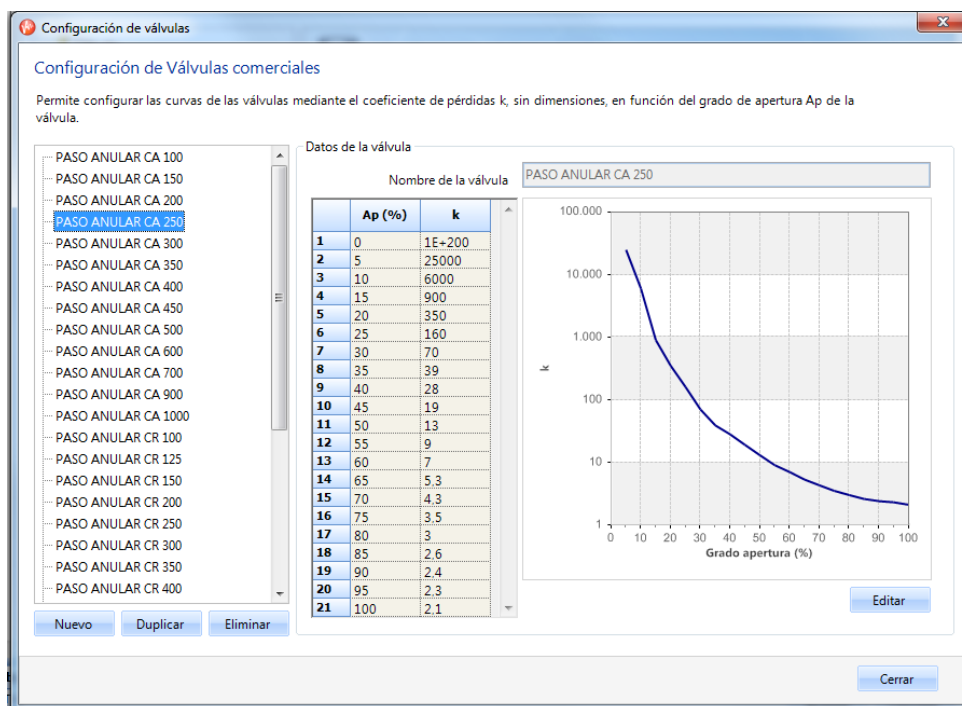 Configuración de válvulas
Configuración de Válvulas comerciales
Permite configurar las curvas de las válvulas mediante el coeficiente de pérdidas k, sin dimensiones, en función del grado de apertura Ap de la
válvula.
PASO ANULAR CA 100
PASO ANULAR CA 150
PASO ANULAR CA 200
PASO ANULAR CA 250
PASO ANULAR CA 300
PASO ANULAR CA 350
PASO ANULAR CA 400
PASO ANULAR CA 450
PASO ANULAR CA 500
PASO ANULAR CA 600
PASO ANULAR CA 700
PASO ANULAR CA 900
PASO ANULAR CA 1000
PASO ANULAR CR 100
PASO ANULAR CR 125
PASO ANULAR CR 150
PASO ANULAR CR 200
PASO ANULAR CR 250
PASO ANULAR CR 300
PASO ANULAR CR 350
PASO ANULAR CR 400
Nuevo Duplicar Eliminar
Datos de la válvula
Nombre de la válvula PASO ANULAR CA 250
Ap (%) k
1 0 1E+200
2 5 25000
3 10 6000
4 15 900
5 20 350
6 25 160
7 30 70
8 35 39
9 40 28
10 45 19
11 50 13
12 55 9
13 60 7
14 65 5,3
15 70 4,3
16 75 3,5
17 80 3
18 85 2,6
19 90 2,4
20 95 2,3
21 100 2,1
100.000
10.000
1.000
100
10
1
k
0 10 20 30 40 50 60 70 80 90 100
Grado apertura (%)
Editar
Cerrar